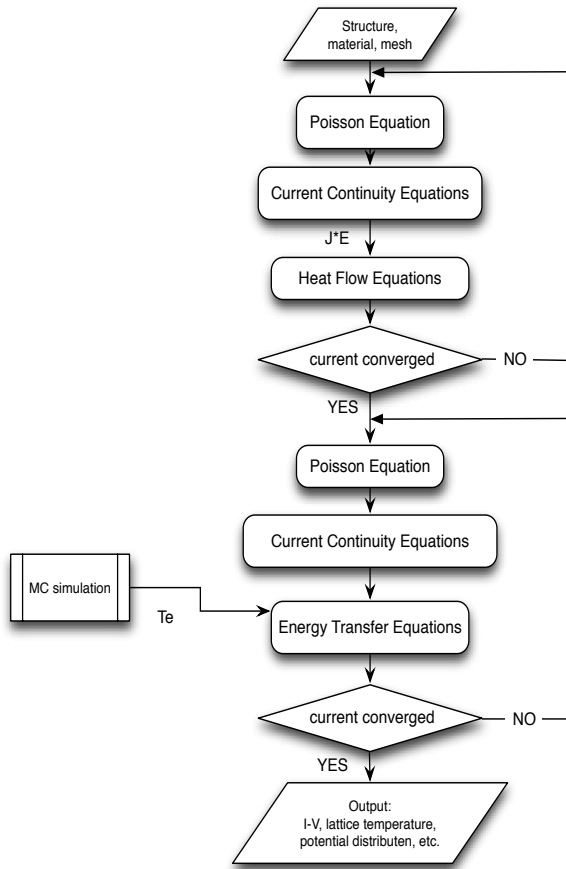 Structure,
material, mesh
Poisson Equation
Current Continuity Equations
J*E
Heat Flow Equations
current converged
NO
YES
Poisson Equation
Current Continuity Equations
MC simulation
Te
Energy Transfer Equations
current converged
NO
YES
Output:
I-V, lattice temperature,
potential distributen, etc.